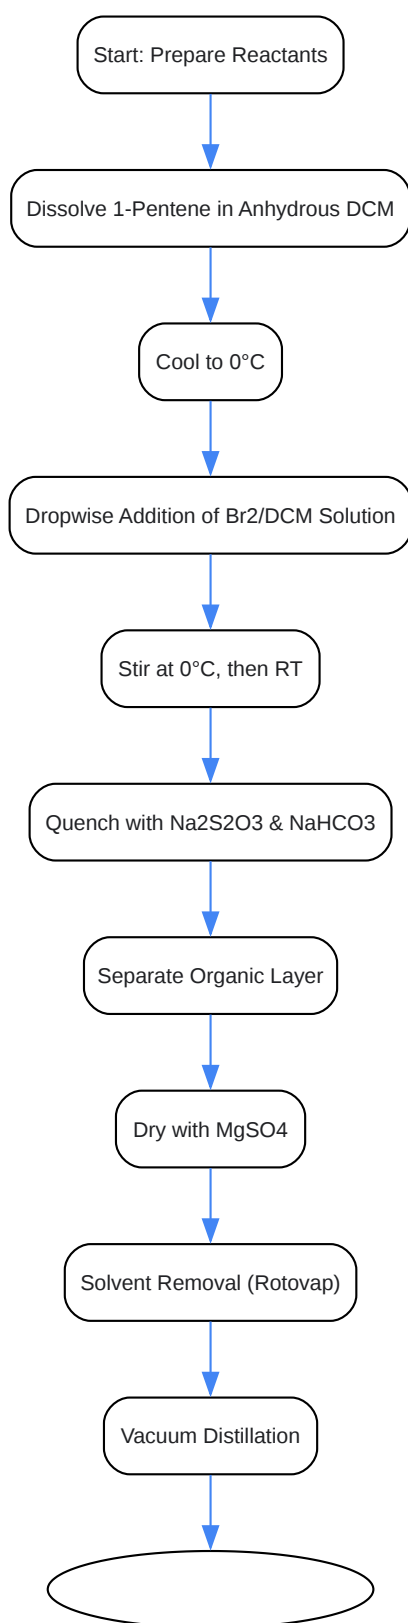 Start: Prepare Reactants
Dissolve 1-Pentene in Anhydrous DCM
Cool to 0°C
Dropwise Addition of Br2/DCM Solution
Stir at 0°C, then RT
Quench with Na2S2O3 & NaHCO3
Separate Organic Layer
Dry with MgSO4
Solvent Removal (Rotovap)
Vacuum Distillation